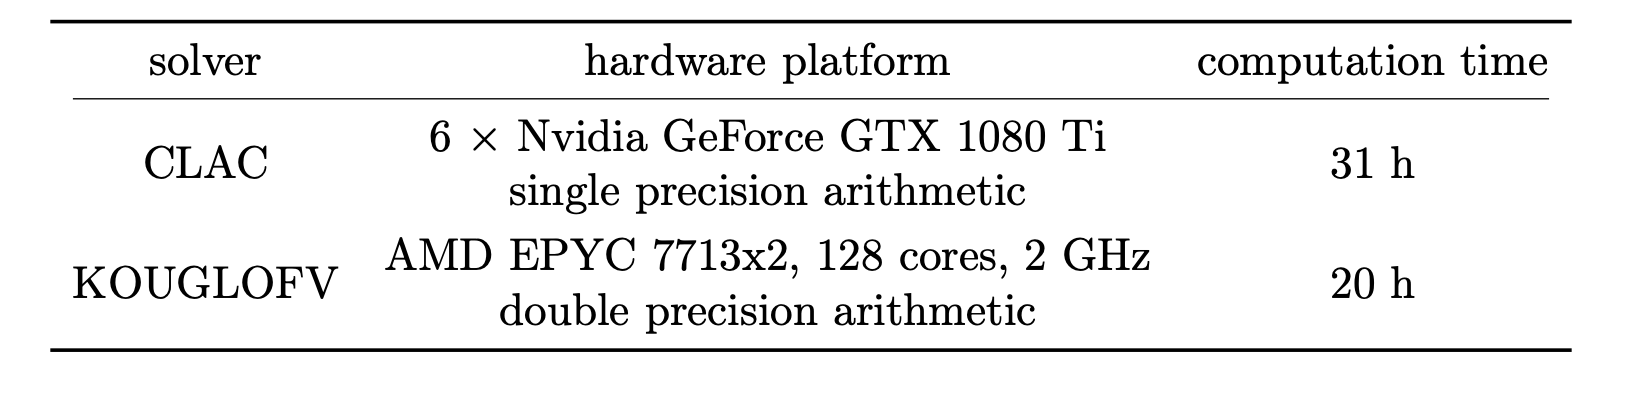 solver hardware platform computation time
CLAC 6 × Nvidia GeForce GTX 1080 Ti 31 h
single precision arithmetic
KOUGLOFV AMD EPYC 7713x2, 128 cores, 2 GHz 20 h
double precision arithmetic